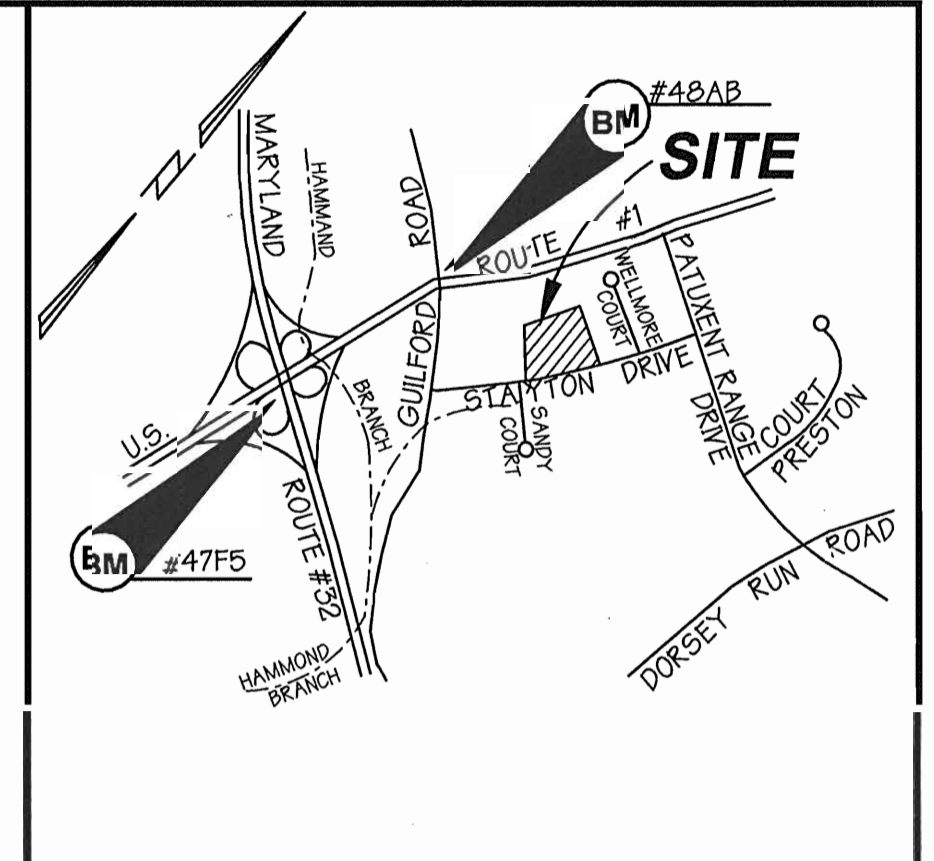 #48AB
BM
SITE
MARYLAND
HAMMAND
ROAD
#1
ROUTE
WELLMORE
COURT
PATUXENT RANGE
DRIVE
GUILFORD
BRANCH
STAYTON DRIVE
SANDY
COURT
COURT
PRESTON
U.S.
ROUTE #32
BM
#47F5
DORSEY RUN ROAD
HAMMOND
BRANCH